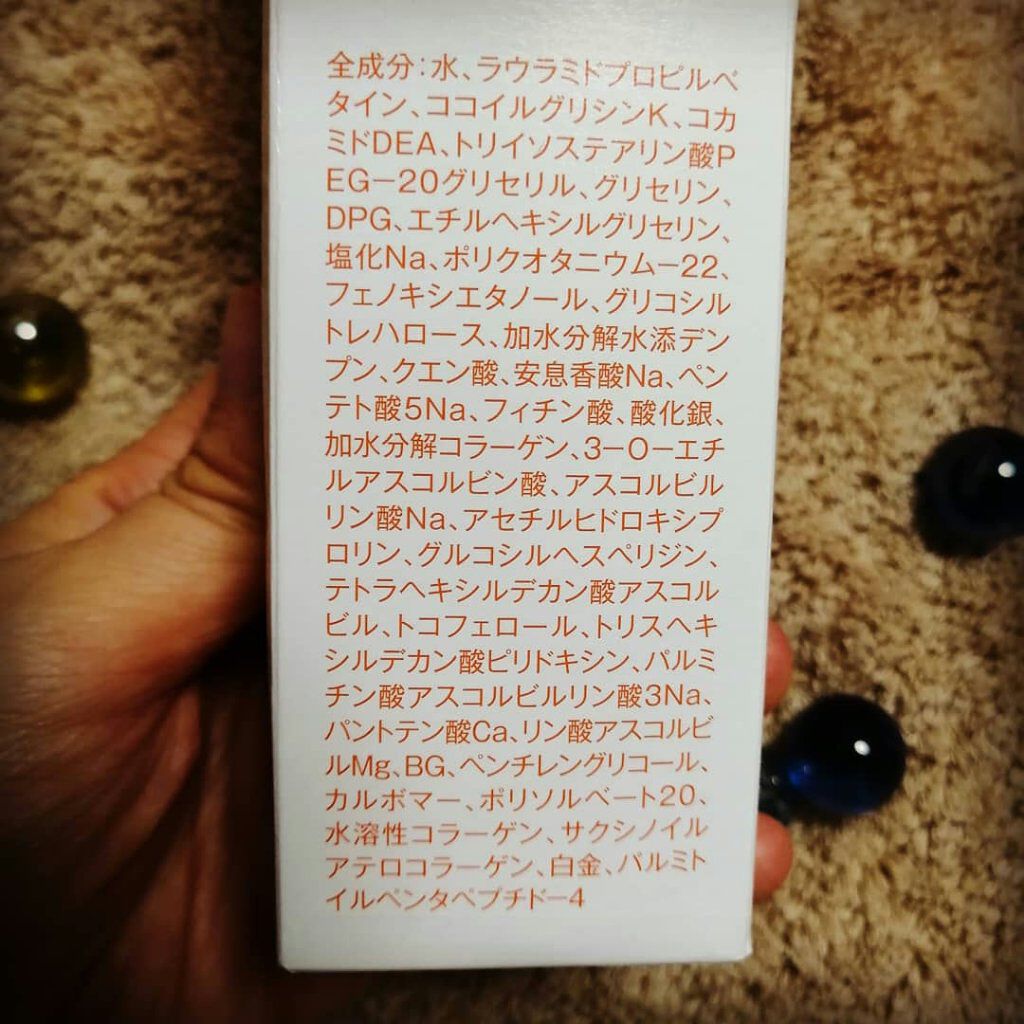 全成分：水、ラウラミドプロピルベ
タイン、ココイルグリシンK、コカ
ミドDEA、トリイソステアリン酸P
EG－20グリセリル、グリセリン、
DPG、エチルヘキシルグリセリン、
塩化Na、ポリクオタニウム－22、
フェノキシエタノール、グリコシル
トレハロース、加水分解水添デン
プン、クエン酸、安息香酸Na、ペン
テト酸5Na、フィチン酸、酸化銀、
加水分解コラーゲン、3－O－エチ
ルアスコルビン酸、アスコルビル
リン酸Na、アセチルヒドロキシプ
ロリン、グルコシルヘスペリジン、
テトラヘキシルデカン酸アスコル
ビル、トコフェロール、トリスヘキ
シルデカン酸ピリドキシン、パルミ
チン酸アスコルビルリン酸3Na、
パントテン酸Ca、リン酸アスコルビ
ルMg、BG、ペンチレングリコール、
カルボマー、ポリソルベート20、
水溶性コラーゲン、サクシノイル
アテロコラーゲン、白金、パルミト
イルペンタペプチド－4